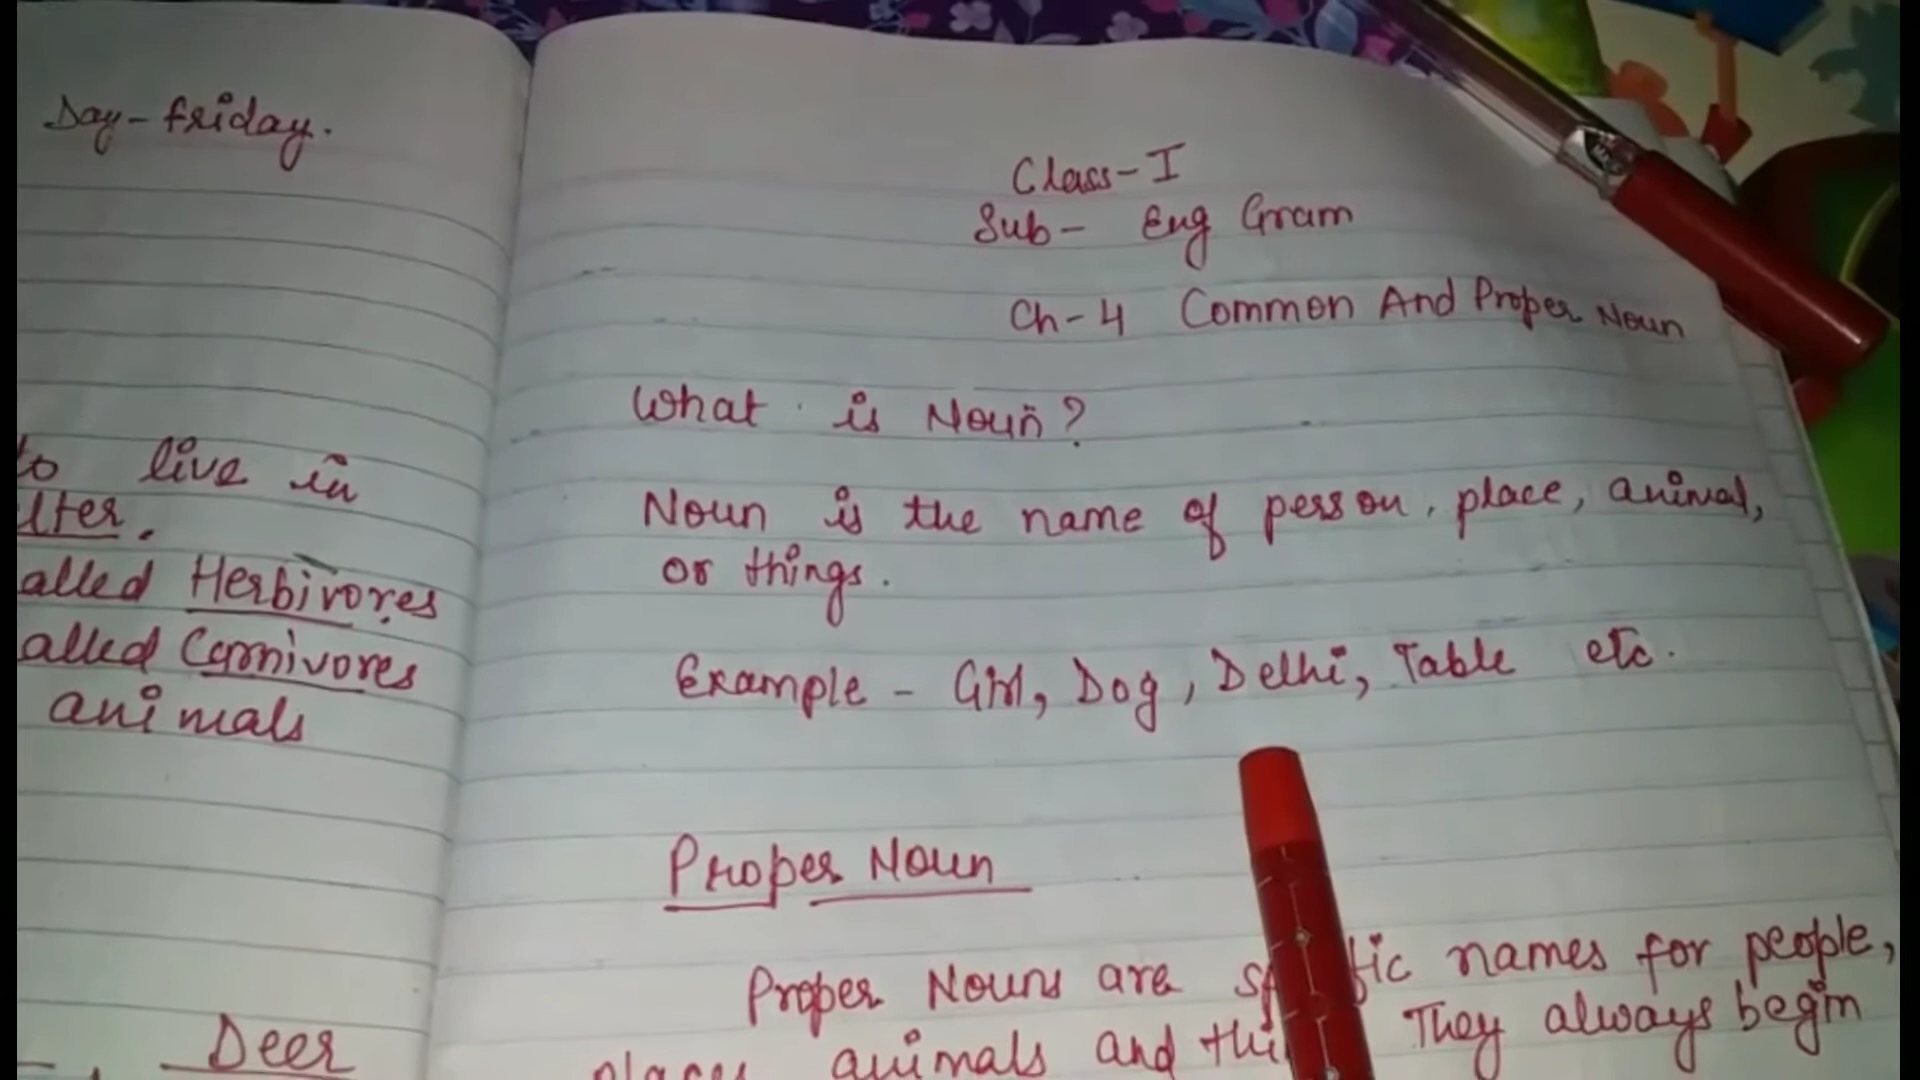 Day - friday.
to live in
lter.
alled Herbivores
alled Carnivores
animals
Deer
Class - I
Sub - Eng Gram
Ch - 4 Common And Proper Noun
What is Noun?
Noun is the name of person, place, animal,
or things.
Example - Girl, Dog, Delhi, Table etc.
Proper Noun
Proper Nouns are names for people,
animals and They always begin